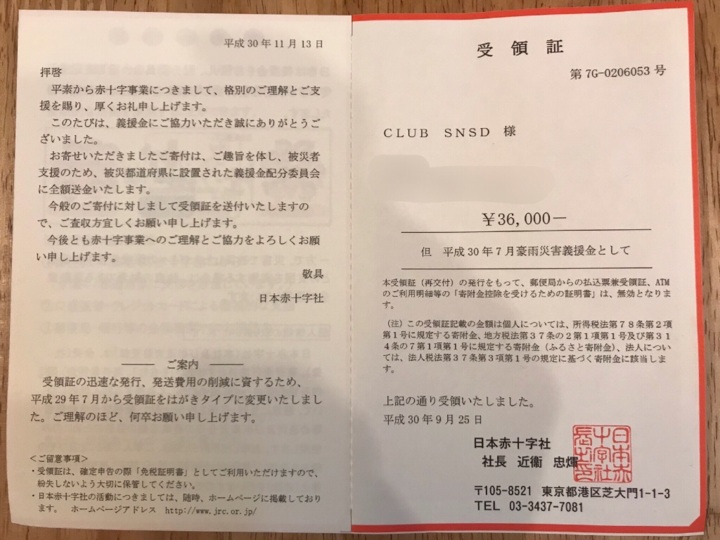 平成30年11月13日
拝啓
平素から赤十字事業につきまして、格別のご理解とご支
援を賜り、厚くお礼申し上げます。
このたびは、義援金にご協力いただき誠にありがとうご
ざいました。
お寄せいただきましたご寄付は、ご趣旨を体し、被災者
支援のため、被災都道府県に設置された義援金配分委員会
に全額送金いたします。
今般のご寄付に対しまして受領証を送付いたしますの
で、ご査収方宜しくお願い申し上げます。
今後とも赤十字事業へのご理解とご協力をよろしくお願
い申し上げます。
敬具
日本赤十字社
―― ご案内 ――
受領証の迅速な発行、発送費用の削減に資するため、
平成29年7月から受領証をはがきタイプに変更いたしまし
た。ご理解のほど、何卒お願い申し上げます。
<ご留意事項>
・受領証は、確定申告の際「免税証明書」としてご利用いただけますので、
紛失しないよう大切に保管してください。
・日本赤十字社の活動につきましては、随時、ホームページに掲載しており
ます。 ホームページアドレス http://www.jrc.or.jp/
受領証
第 7G-0206053 号
CLUB SNSD 様
￥36,000－
但 平成30年7月豪雨災害義援金として
本受領証（再交付）の発行をもって、郵便局からの払込票兼受領証、ATM
のご利用明細等の「寄附金控除を受けるための証明書」は、無効となりま
す。
（注）この受領証記載の金額は個人については、所得税法第78条第2項
第1号に規定する寄附金、地方税法第37条の2第1項第1号及び第31
4条の7第1項第1号に規定する寄附金（ふるさと寄附金）、法人につい
ては、法人税法第37条第3項第1号の規定に基づく寄附金に該当しま
す。
上記の通り受領いたしました。
平成30年9月25日
日本赤十字社
社長 近衞 忠煇
日本赤十字社長之印
〒105-8521 東京都港区芝大門1-1-3
TEL 03-3437-7081